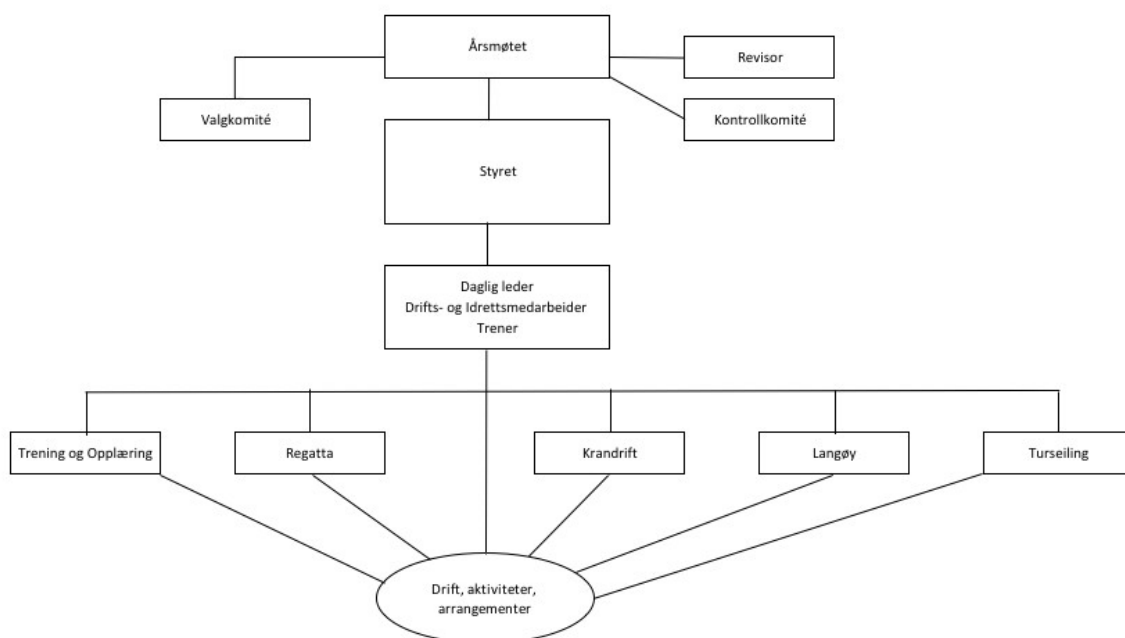 Årsmøtet
Revisor
Valgkomité
Kontrollkomité
Styret
Daglig leder
Drifts- og Idrettsmedarbeider
Trener
Trening og Opplæring
Regatta
Krandrift
Langøy
Turseiling
Drift, aktiviteter,
arrangementer